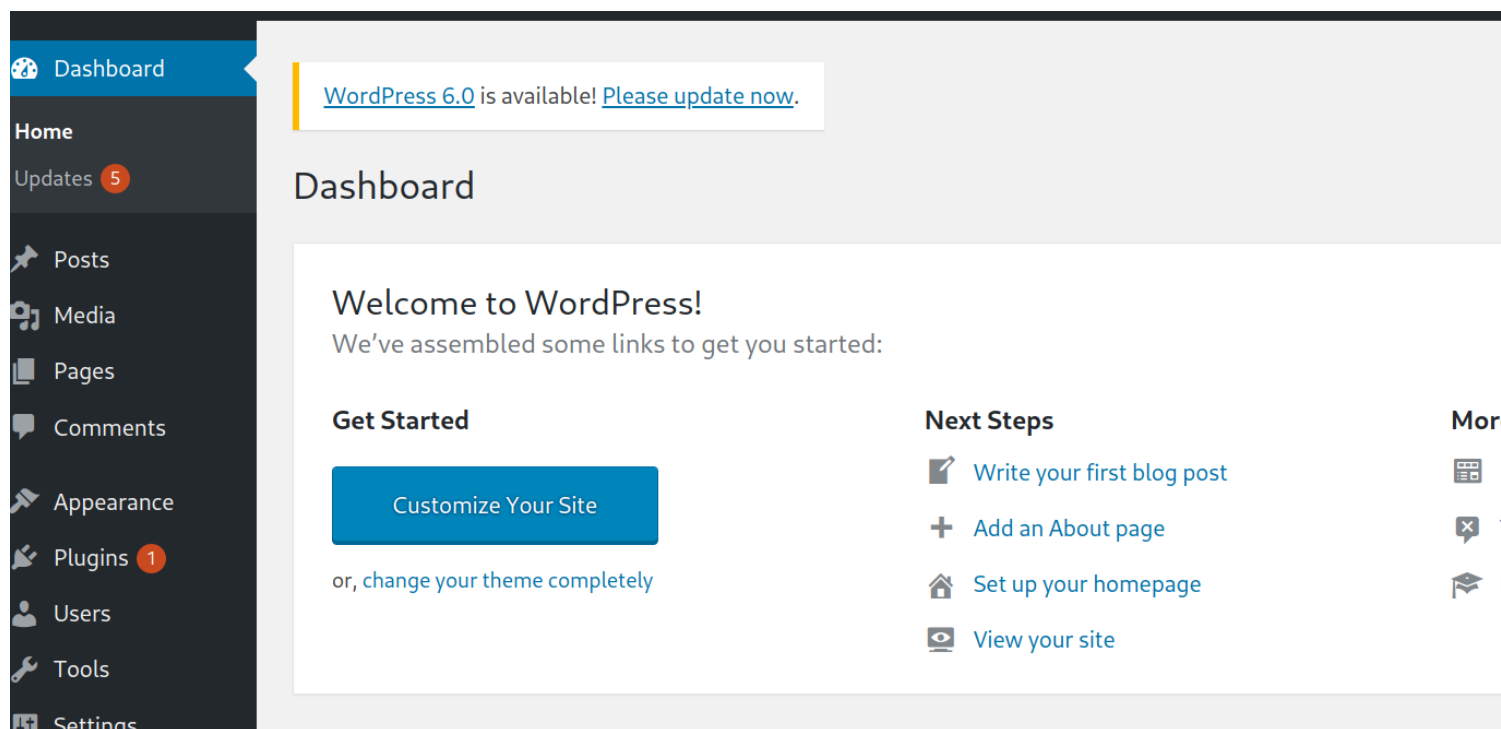 Dashboard
Home
Updates 5
Posts
Media
Pages
Comments
Appearance
Plugins 1
Users
Tools
Settings
WordPress 6.0 is available! Please update now.
Dashboard
Welcome to WordPress!
We've assembled some links to get you started:
Get Started
Customize Your Site
or, change your theme completely
Next Steps
Write your first blog post
Add an About page
Set up your homepage
View your site